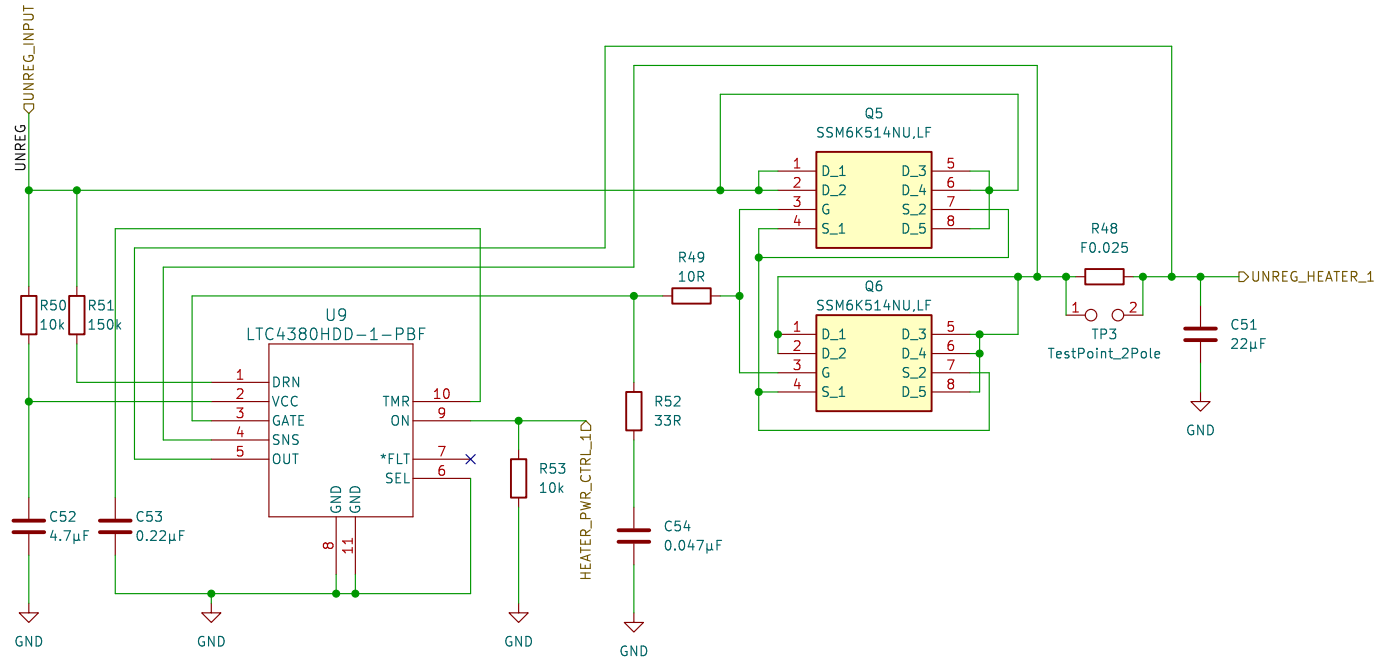 UNREG_INPUT
UNREG
Q5
SSM6K514NU,LF
1 D_1 D_3 5
2 D_2 D_4 6
3 G S_2 7
4 S_1 D_5 8
R48
F0.025
R49
10R
UNREG_HEATER_1
Q6
SSM6K514NU,LF
1 D_1 D_3 5
2 D_2 D_4 6
3 G S_2 7
4 S_1 D_5 8
1 2
TP3
TestPoint_2Pole
C51
22µF
GND
R50
10k
R51
150k
U9
LTC4380HDD-1-PBF
1 DRN
2 VCC TMR 10
3 GATE ON 9
4 SNS
5 OUT *FLT 7
SEL 6
GND GND
8 11
R52
33R
R53
10k
HEATER_PWR_CTRL_1
C52
4.7µF
C53
0.22µF
C54
0.047µF
GND
GND
GND
GND